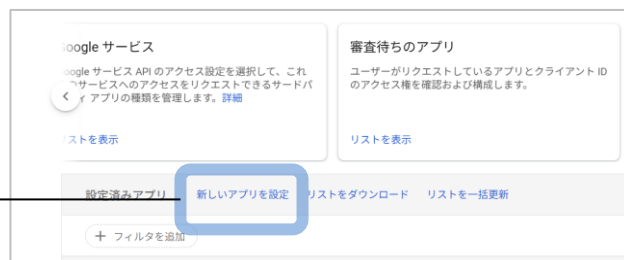 oogle サービス
oogle サービス API のアクセス設定を選択して、これ
のサービスへのアクセスをリクエストできるサードパ
ィ アプリの種類を管理します。詳細
リストを表示
審査待ちのアプリ
ユーザーがリクエストしているアプリとクライアント ID
のアクセス権を確認および構成します。
リストを表示
設定済みアプリ 新しいアプリを設定 リストをダウンロード リストを一括更新
+ フィルタを追加